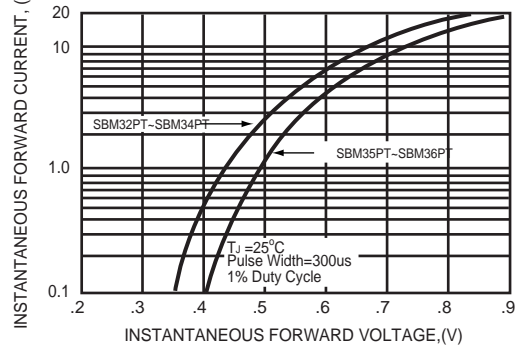 INSTANTANEOUS FORWARD CURRENT, (
20
10
1.0
0.1
SBM32PT~SBM34PT
SBM35PT~SBM36PT
TJ =25°C
Pulse Width=300us
1% Duty Cycle
.2 .3 .4 .5 .6 .7 .8 .9
INSTANTANEOUS FORWARD VOLTAGE,(V)